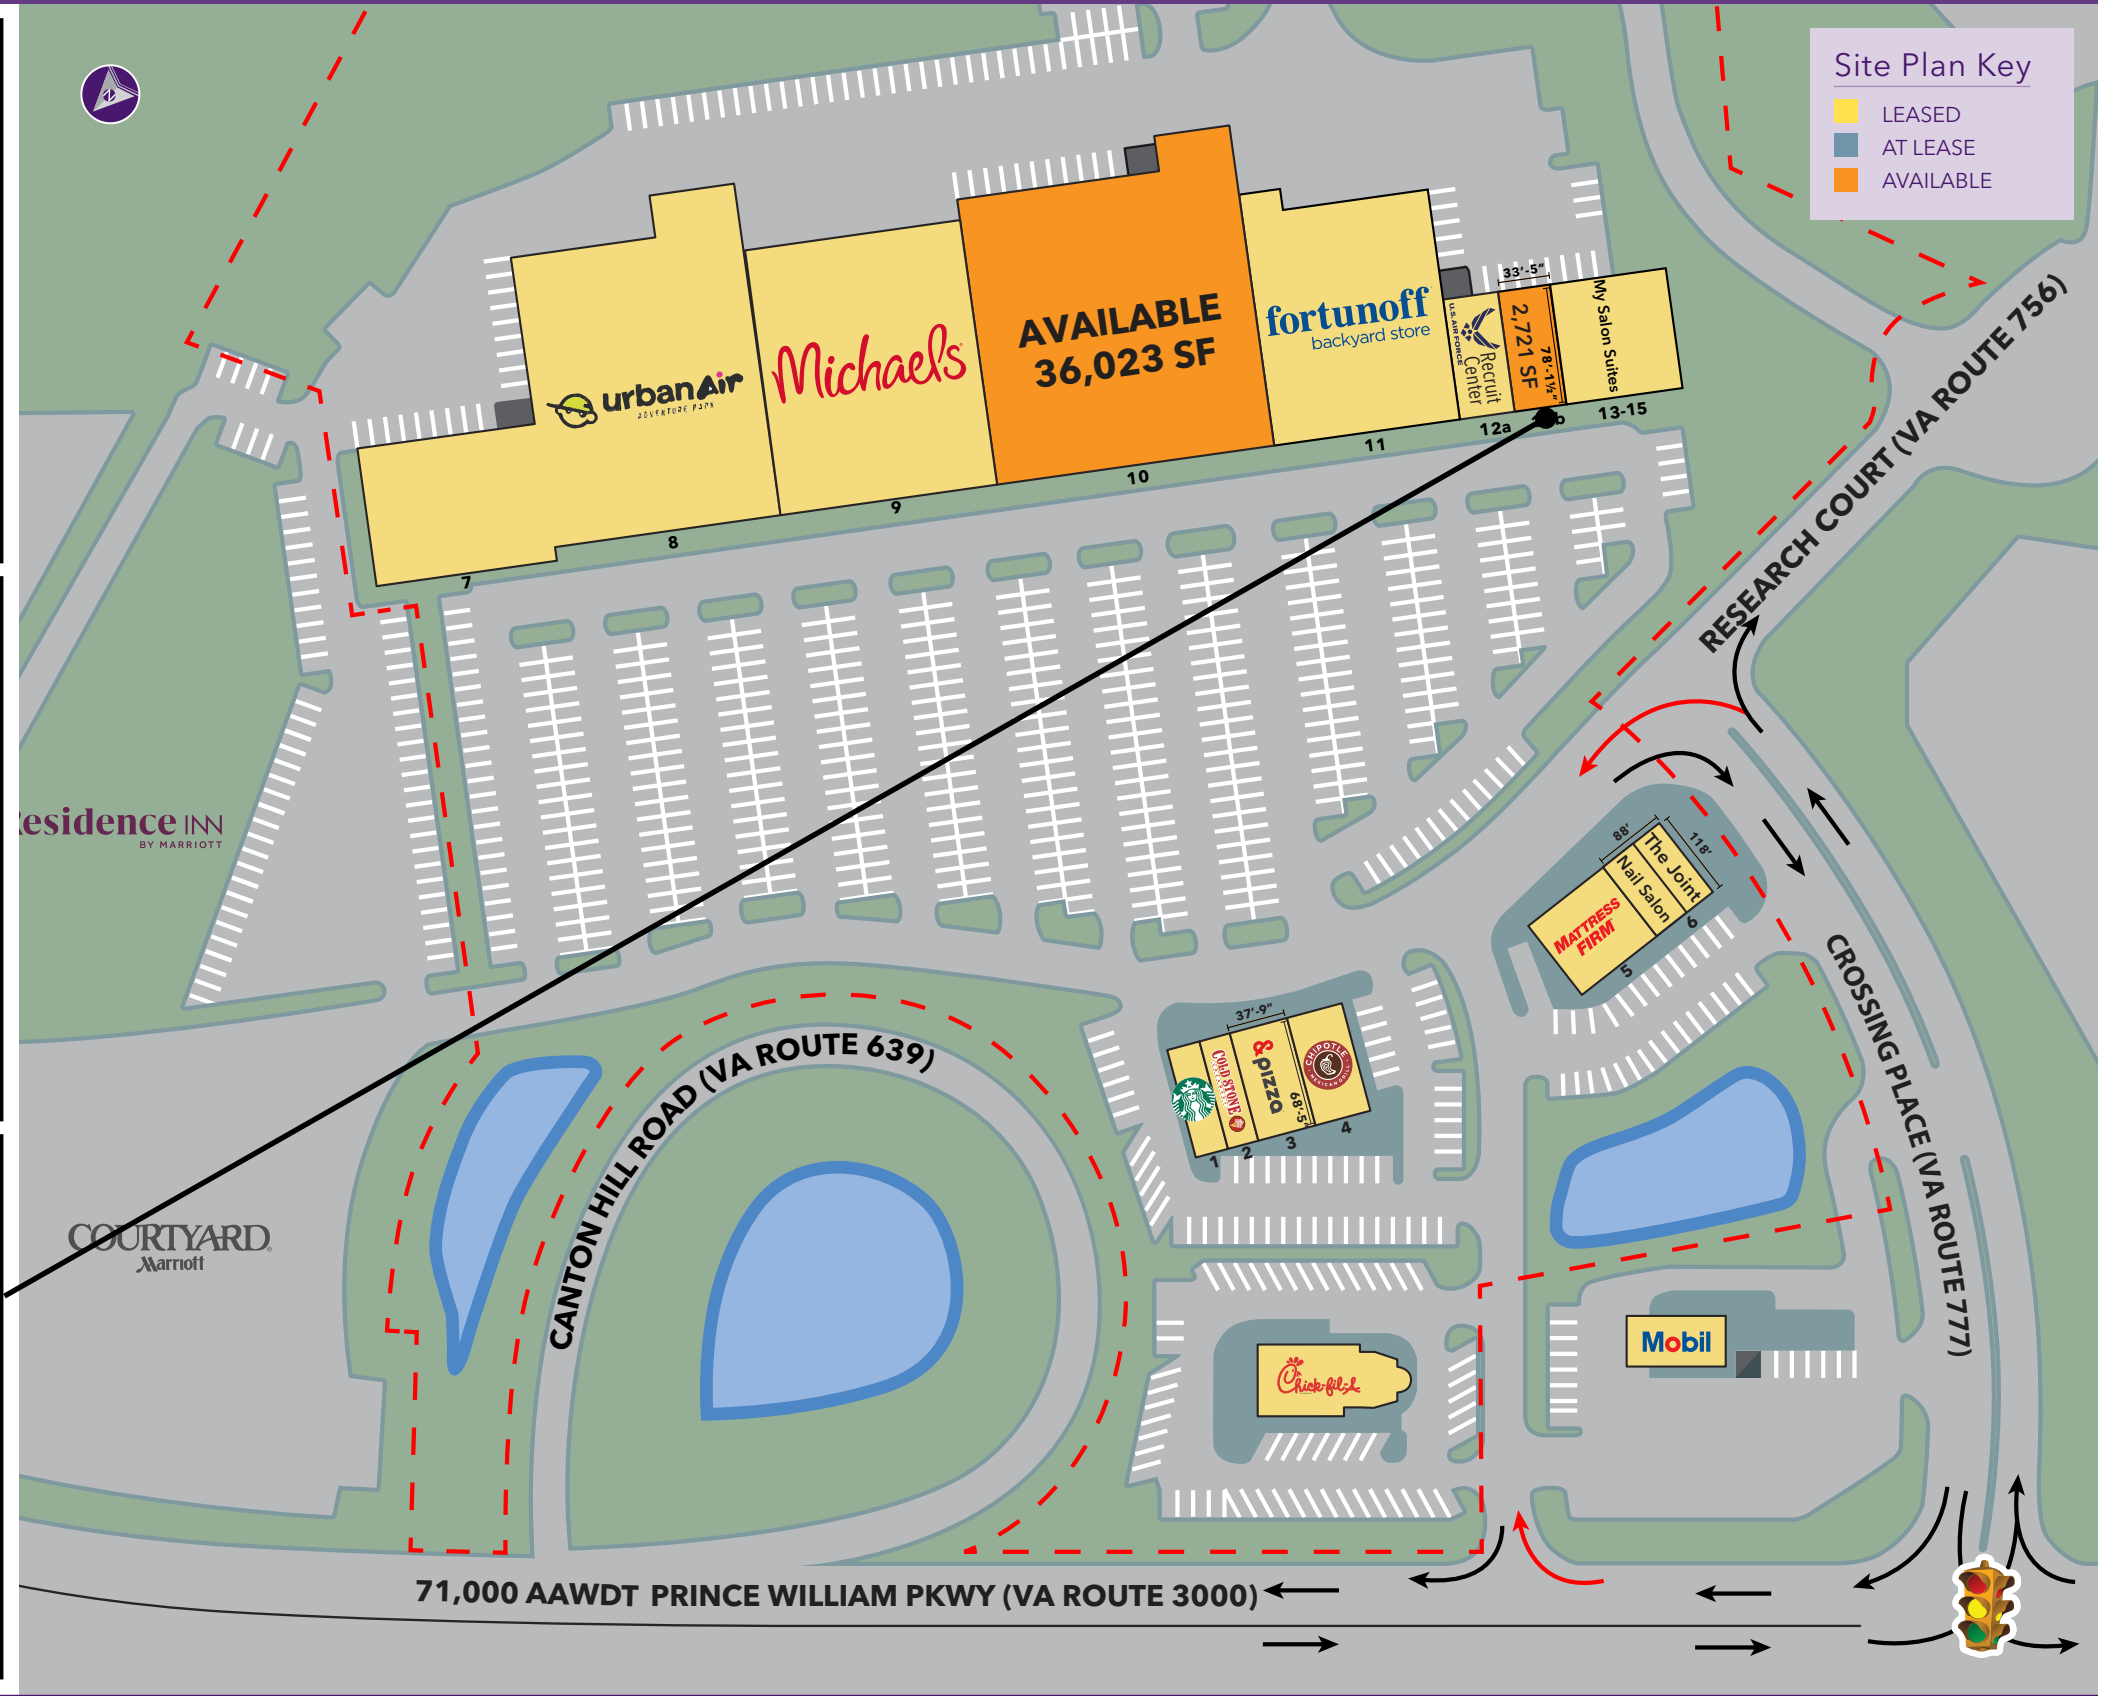 Site Plan Key
LEASED
AT LEASE
AVAILABLE
urbanAir
ADVENTURE PARK
Michaels
AVAILABLE
36,023 SF
fortunoff
backyard store
U.S. AIR FORCE
Recruit
Center
33'-5"
2,721 SF
78'-1½"
My Salon Suites
7
8
9
10
11
12a
b
13-15
RESEARCH COURT (VA ROUTE 756)
esidence INN
BY MARRIOTT
88'
118'
The Joint
Nail Salon
MATTRESS
FIRM
5
6
CROSSING PLACE (VA ROUTE 777)
37'-9"
COLD STONE
&pizza
68'-5"
CHIPOTLE
MEXICAN GRILL
1
2
3
4
CANTON HILL ROAD (VA ROUTE 639)
COURTYARD
Marriott
Chick-fil-A
Mobil
71,000 AAWDT PRINCE WILLIAM PKWY (VA ROUTE 3000)